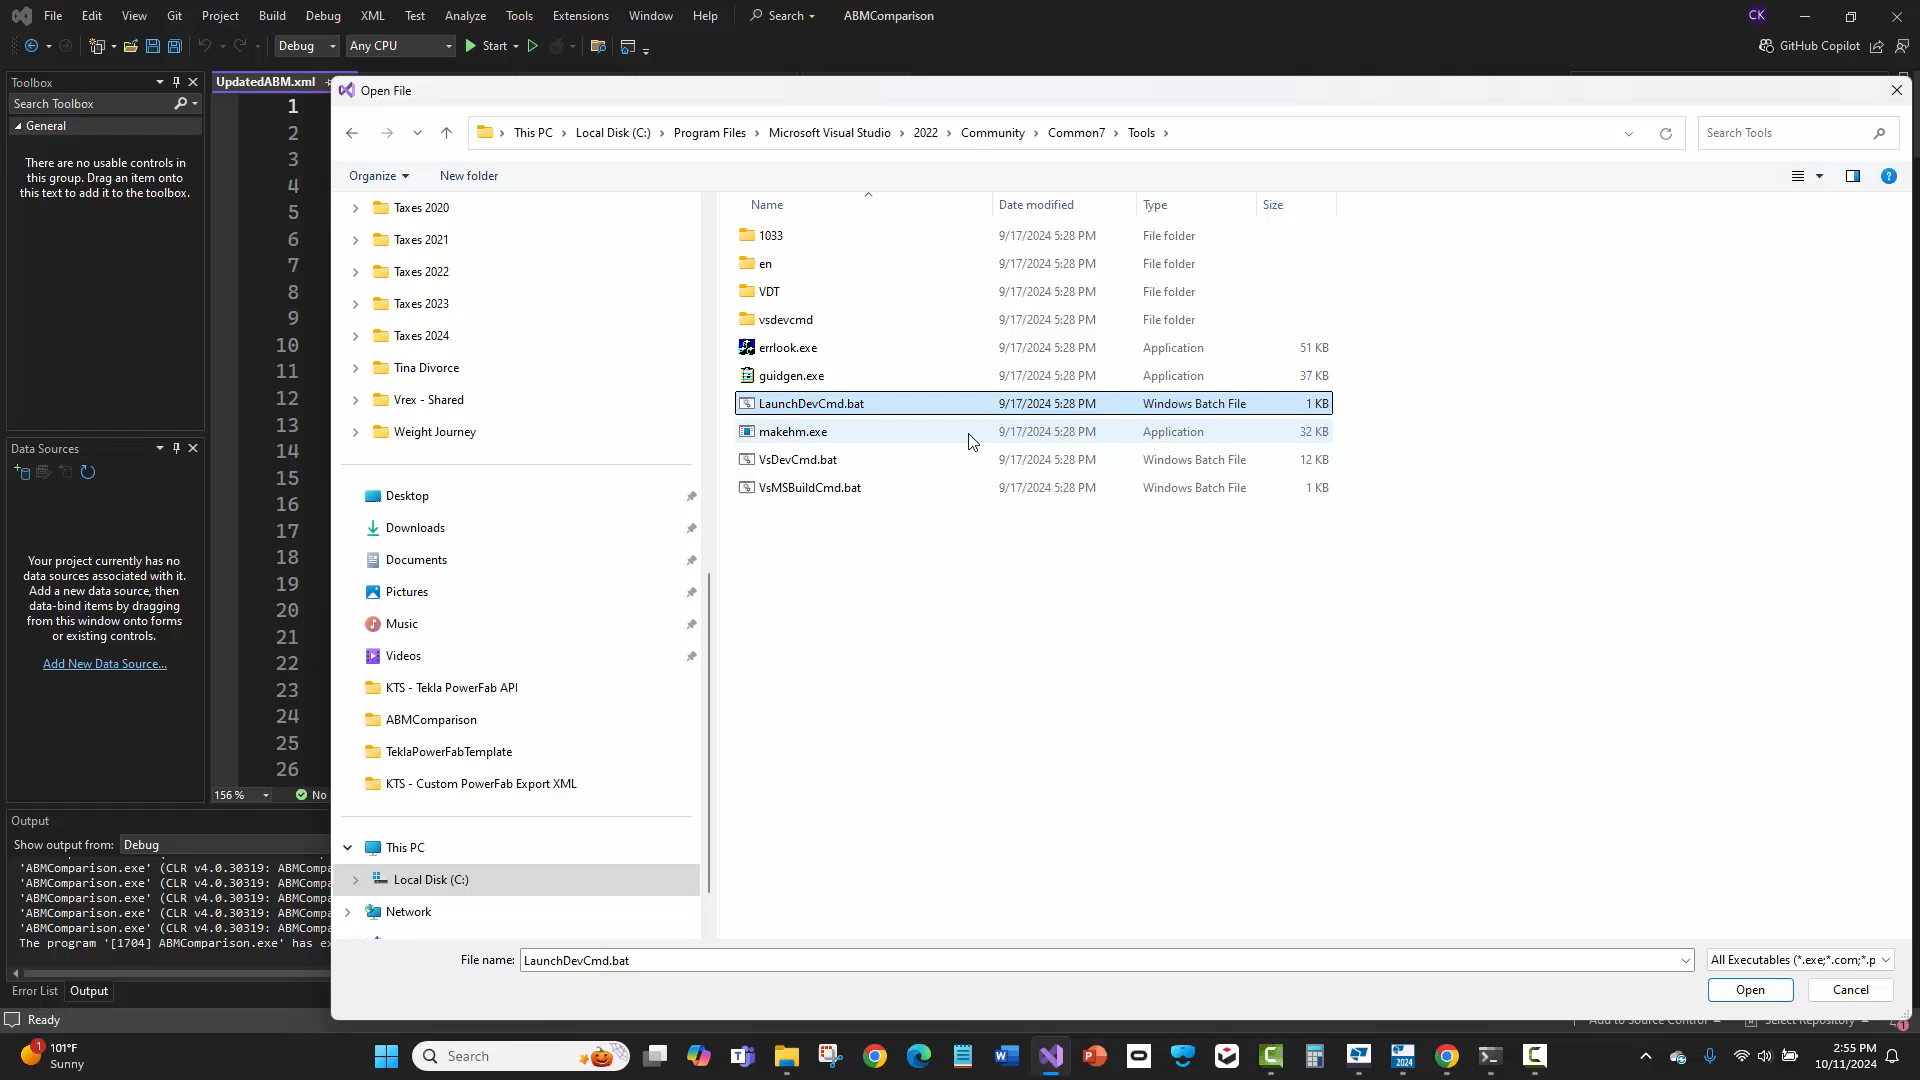 File Edit View Git Project Build Debug XML Test Analyze Tools Extensions Window Help Search ABMComparison CK
Debug Any CPU Start GitHub Copilot
Toolbox
Search Toolbox
General
There are no usable controls in
this group. Drag an item onto
this text to add it to the toolbox.
Data Sources
Your project currently has no
data sources associated with it.
Add a new data source, then
data-bind items by dragging
from this window onto forms
or existing controls.
Add New Data Source...
UpdatedABM.xml
1
2
3
4
5
6
7
8
9
10
11
12
13
14
15
16
17
18
19
20
21
22
23
24
25
26
156 % No
Output
Show output from: Debug
'ABMComparison.exe' (CLR v4.0.30319: ABMCompa
'ABMComparison.exe' (CLR v4.0.30319: ABMCompa
'ABMComparison.exe' (CLR v4.0.30319: ABMCompa
'ABMComparison.exe' (CLR v4.0.30319: ABMCompa
'ABMComparison.exe' (CLR v4.0.30319: ABMCompa
The program '[1704] ABMComparison.exe' has ex
Error List Output
Ready
Open File
This PC Local Disk (C:) Program Files Microsoft Visual Studio 2022 Community Common7 Tools
Search Tools
Organize New folder
Taxes 2020
Taxes 2021
Taxes 2022
Taxes 2023
Taxes 2024
Tina Divorce
Vrex - Shared
Weight Journey
Desktop
Downloads
Documents
Pictures
Music
Videos
KTS - Tekla PowerFab API
ABMComparison
TeklaPowerFabTemplate
KTS - Custom PowerFab Export XML
This PC
Local Disk (C:)
Network
Name Date modified Type Size
1033 9/17/2024 5:28 PM File folder
en 9/17/2024 5:28 PM File folder
VDT 9/17/2024 5:28 PM File folder
vsdevcmd 9/17/2024 5:28 PM File folder
errlook.exe 9/17/2024 5:28 PM Application 51 KB
guidgen.exe 9/17/2024 5:28 PM Application 37 KB
LaunchDevCmd.bat 9/17/2024 5:28 PM Windows Batch File 1 KB
makehm.exe 9/17/2024 5:28 PM Application 32 KB
VsDevCmd.bat 9/17/2024 5:28 PM Windows Batch File 12 KB
VsMSBuildCmd.bat 9/17/2024 5:28 PM Windows Batch File 1 KB
File name: LaunchDevCmd.bat All Executables (*.exe;*.com;*.p
Open Cancel
Add to Source Control Select Repository 1
1 101°F
Sunny
Search
2024
2:55 PM
10/11/2024